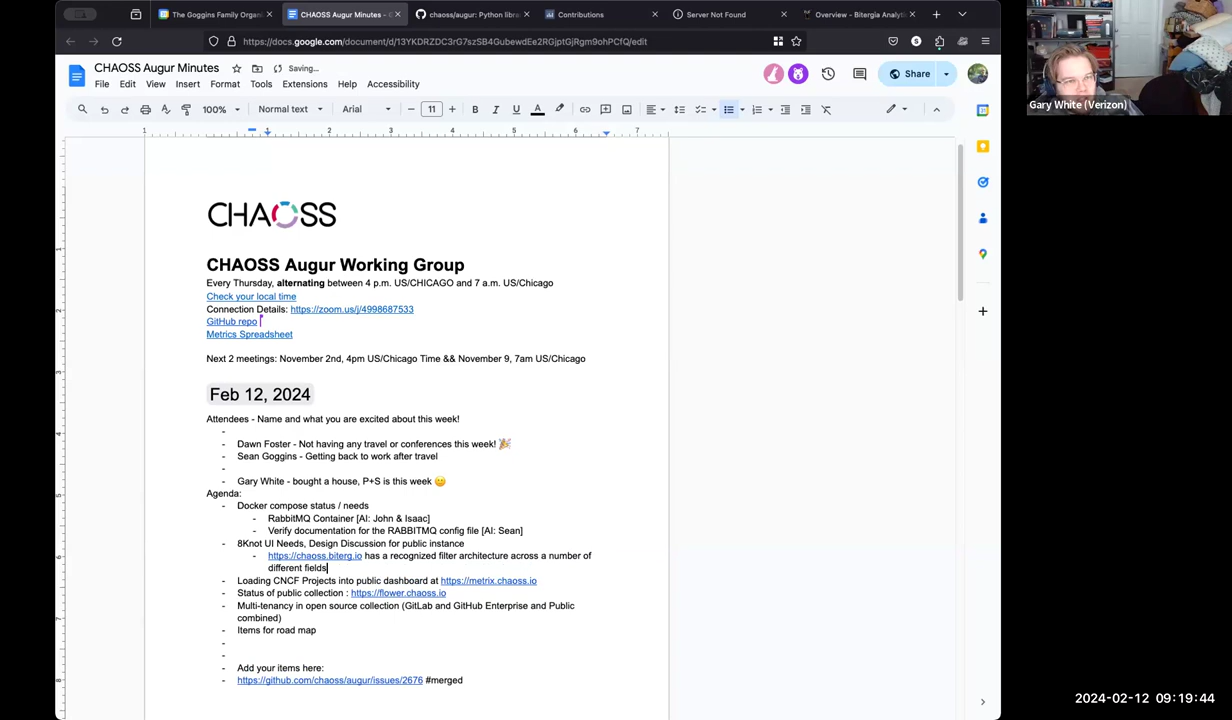 The Goggins Family Organi
CHAOSS Augur Minutes -
chaoss/augur: Python libra
Contributions
Server Not Found
Overview - Bitergia Analytic
https://docs.google.com/document/d/13YKDRZDC3rG7szSB4GubewdEe2RGjptGjRgm9ohPCfQ/edit
CHAOSS Augur Minutes
Saving...
File Edit View Insert Format Tools Extensions Help Accessibility
Share
100% Normal text Arial 11 B I U A
1 1 2 3 4 5 6 7
CHAOSS
CHAOSS Augur Working Group
Every Thursday, alternating between 4 p.m. US/CHICAGO and 7 a.m. US/Chicago
Check your local time
Connection Details: https://zoom.us/j/4998687533
GitHub repo
Metrics Spreadsheet
Next 2 meetings: November 2nd, 4pm US/Chicago Time && November 9, 7am US/Chicago
Feb 12, 2024
Attendees - Name and what you are excited about this week!
-
- Dawn Foster - Not having any travel or conferences this week! 🎉
- Sean Goggins - Getting back to work after travel
-
- Gary White - bought a house, P+S is this week 🙂
Agenda:
- Docker compose status / needs
- RabbitMQ Container [AI: John & Isaac]
- Verify documentation for the RABBITMQ config file [AI: Sean]
- 8Knot UI Needs, Design Discussion for public instance
- https://chaoss.biterg.io has a recognized filter architecture across a number of
different fields
- Loading CNCF Projects into public dashboard at https://metrix.chaoss.io
- Status of public collection : https://flower.chaoss.io
- Multi-tenancy in open source collection (GitLab and GitHub Enterprise and Public
combined)
- Items for road map
-
-
- Add your items here:
- https://github.com/chaoss/augur/issues/2676 #merged
Gary White (Verizon)
2024-02-12 09:19:44